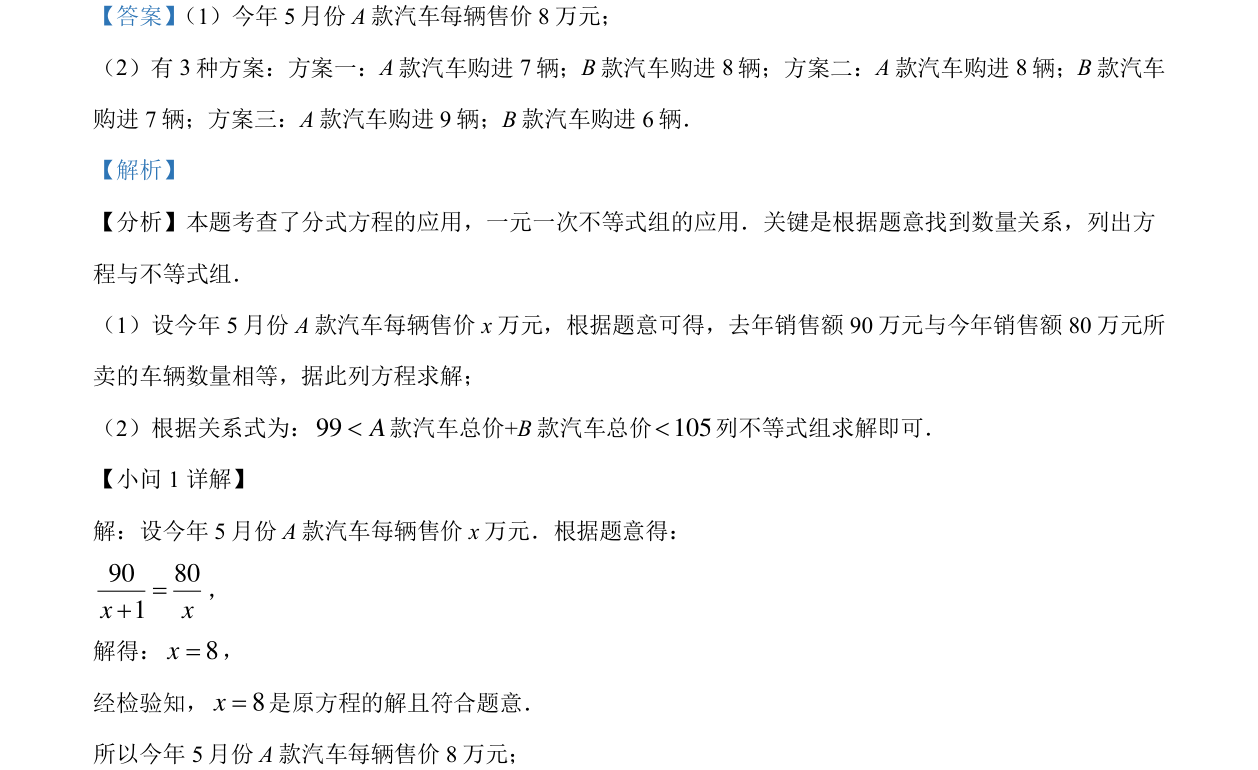 【答案】（1）今年 5 月份 A 款汽车每辆售价 8 万元；
（2）有 3 种方案：方案一：A 款汽车购进 7 辆；B 款汽车购进 8 辆；方案二：A 款汽车购进 8 辆；B 款汽车
购进 7 辆；方案三：A 款汽车购进 9 辆；B 款汽车购进 6 辆．
【解析】
【分析】本题考查了分式方程的应用，一元一次不等式组的应用．关键是根据题意找到数量关系，列出方
程与不等式组．
（1）设今年 5 月份 A 款汽车每辆售价 x 万元，根据题意可得，去年销售额 90 万元与今年销售额 80 万元所
卖的车辆数量相等，据此列方程求解；
（2）根据关系式为：99 < A 款汽车总价+B 款汽车总价<105列不等式组求解即可．
【小问 1 详解】
解：设今年 5 月份 A 款汽车每辆售价 x 万元．根据题意得：
90/(x+1) = 80/x，
解得：x = 8，
经检验知，x = 8是原方程的解且符合题意．
所以今年 5 月份 A 款汽车每辆售价 8 万元；